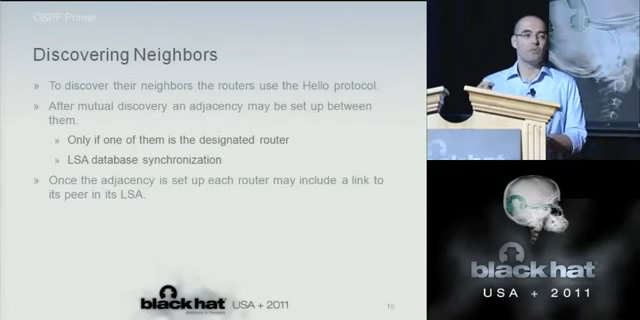 OSPF Primer
Discovering Neighbors
» To discover their neighbors the routers use the Hello protocol.
» After mutual discovery an adjacency may be set up between
them.
» Only if one of them is the designated router
» LSA database synchronization
» Once the adjacency is set up each router may include a link to
its peer in its LSA.
black hat USA + 2011
10
black hat
USA + 2011